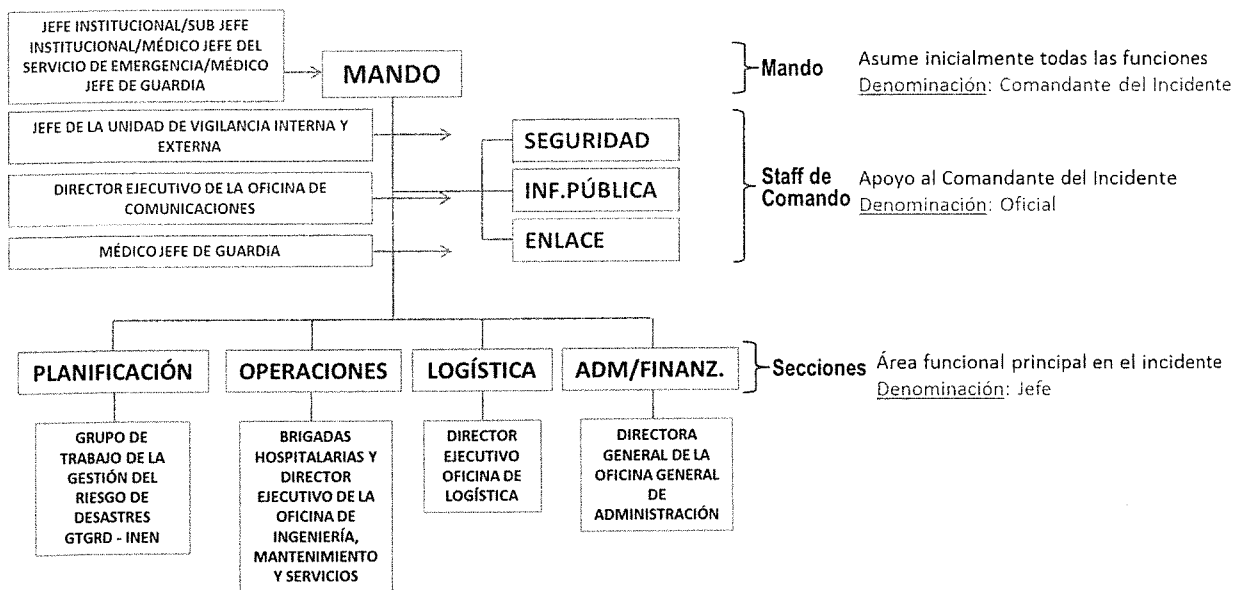 JEFE INSTITUCIONAL/SUB JEFE
INSTITUCIONAL/MÉDICO JEFE DEL
SERVICIO DE EMERGENCIA/MÉDICO
JEFE DE GUARDIA
MANDO
Mando
Asume inicialmente todas las funciones
Denominación: Comandante del Incidente
JEFE DE LA UNIDAD DE VIGILANCIA INTERNA Y
EXTERNA
DIRECTOR EJECUTIVO DE LA OFICINA DE
COMUNICACIONES
MÉDICO JEFE DE GUARDIA
SEGURIDAD
INF.PÚBLICA
ENLACE
Staff de
Comando
Apoyo al Comandante del Incidente
Denominación: Oficial
PLANIFICACIÓN
OPERACIONES
LOGÍSTICA
ADM/FINANZ.
Secciones
Área funcional principal en el incidente
Denominación: Jefe
GRUPO DE
TRABAJO DE LA
GESTIÓN DEL
RIESGO DE
DESASTRES
GTGRD - INEN
BRIGADAS
HOSPITALARIAS Y
DIRECTOR
EJECUTIVO DE LA
OFICINA DE
INGENIERÍA,
MANTENIMIENTO
Y SERVICIOS
DIRECTOR
EJECUTIVO
OFICINA DE
LOGÍSTICA
DIRECTORA
GENERAL DE LA
OFICINA GENERAL
DE
ADMINISTRACIÓN